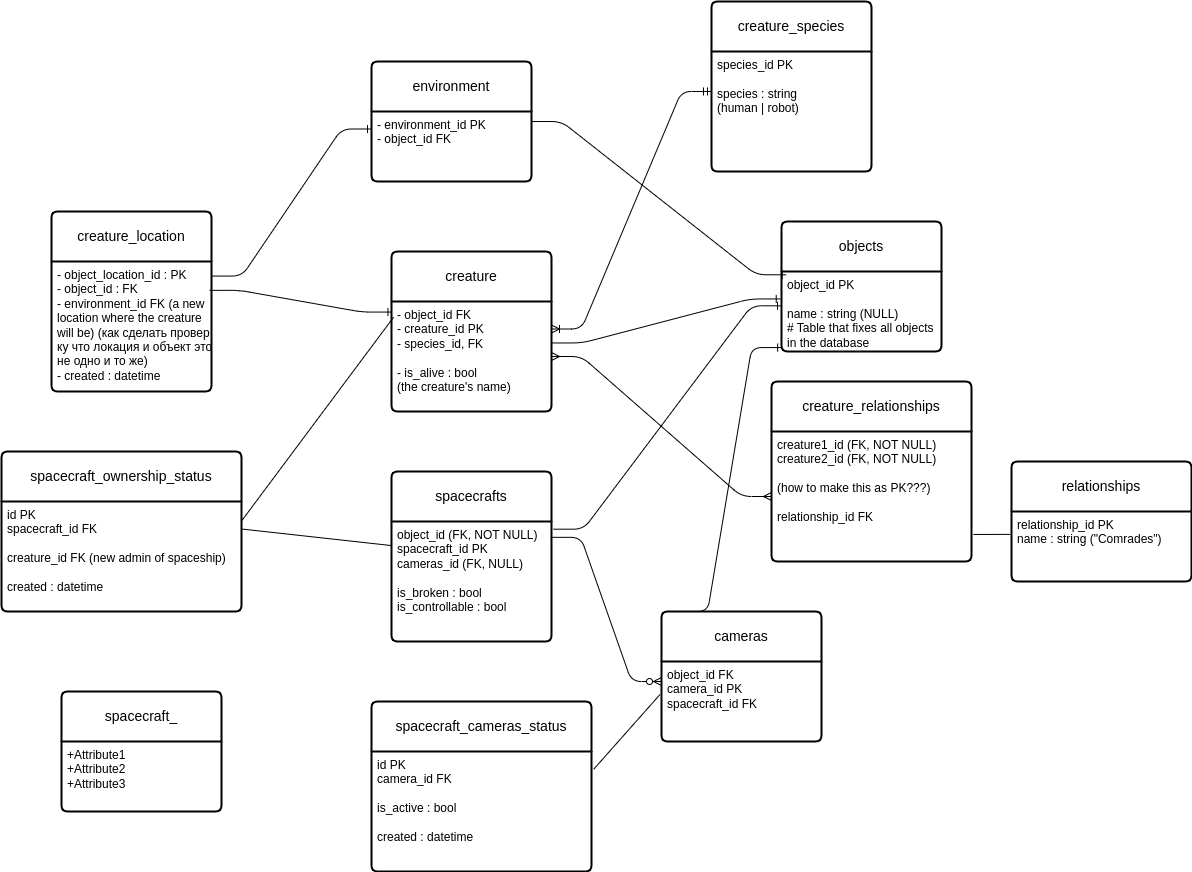 creature_species
species_id PK
species : string
(human | robot)
environment
- environment_id PK
- object_id FK
creature_location
- object_location_id : PK
- object_id : FK
- environment_id FK (a new
location where the creature
will be) (как сделать провер
ку что локация и объект это
не одно и то же)
- created : datetime
creature
- object_id FK
- creature_id PK
- species_id, FK
- is_alive : bool
(the creature's name)
objects
object_id PK
name : string (NULL)
# Table that fixes all objects
in the database
creature_relationships
creature1_id (FK, NOT NULL)
creature2_id (FK, NOT NULL)
(how to make this as PK???)
relationship_id FK
relationships
relationship_id PK
name : string ("Comrades")
spacecraft_ownership_status
id PK
spacecraft_id FK
creature_id FK (new admin of spaceship)
created : datetime
spacecrafts
object_id (FK, NOT NULL)
spacecraft_id PK
cameras_id (FK, NULL)
is_broken : bool
is_controllable : bool
cameras
object_id FK
camera_id PK
spacecraft_id FK
spacecraft_
+Attribute1
+Attribute2
+Attribute3
spacecraft_cameras_status
id PK
camera_id FK
is_active : bool
created : datetime